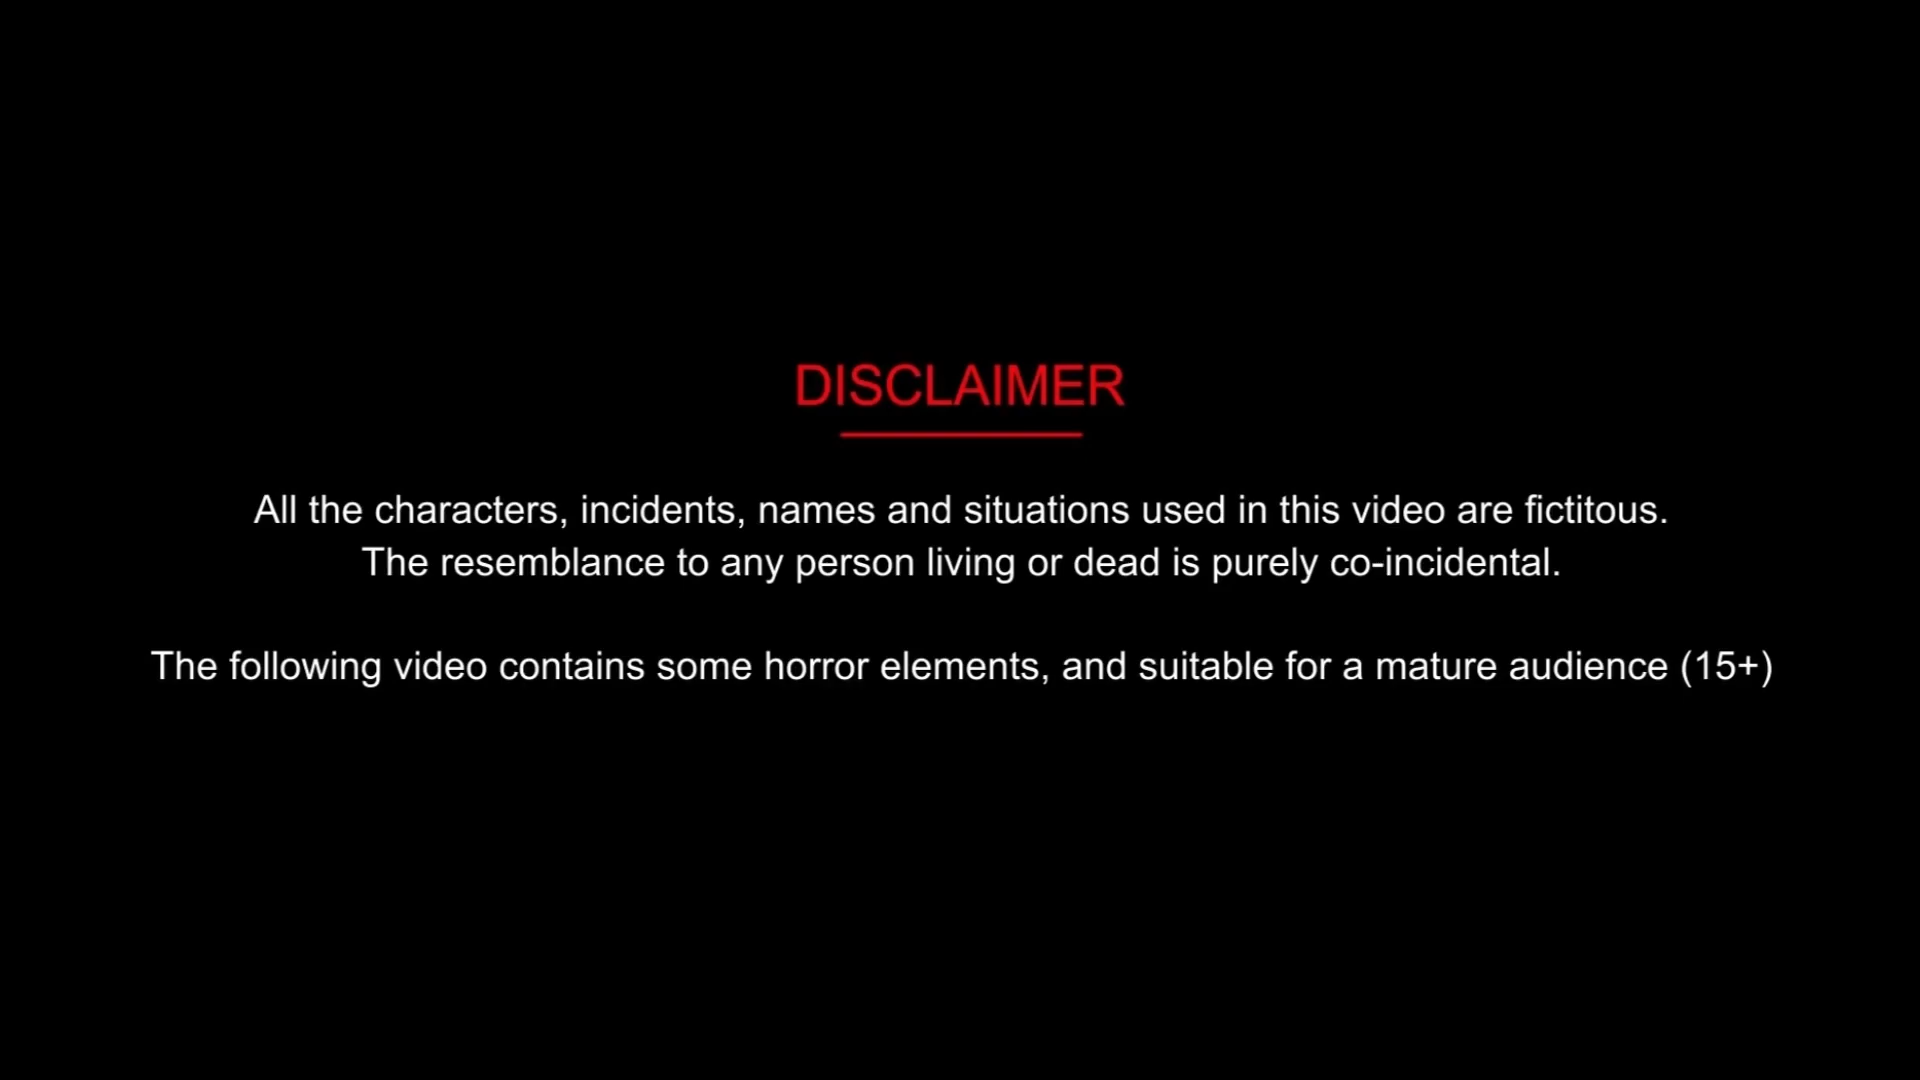 DISCLAIMER
All the characters, incidents, names and situations used in this video are fictitous.
The resemblance to any person living or dead is purely co-incidental.
The following video contains some horror elements, and suitable for a mature audience (15+)